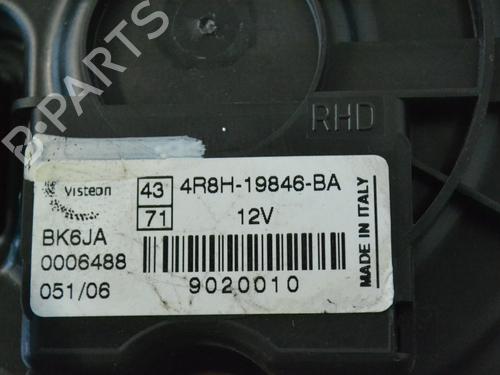 B-PARTS
RHD
Visteon
43
4R8H-19846-BA
71
12V
BK6JA
0006488
051/06
9020010
MADE IN ITALY